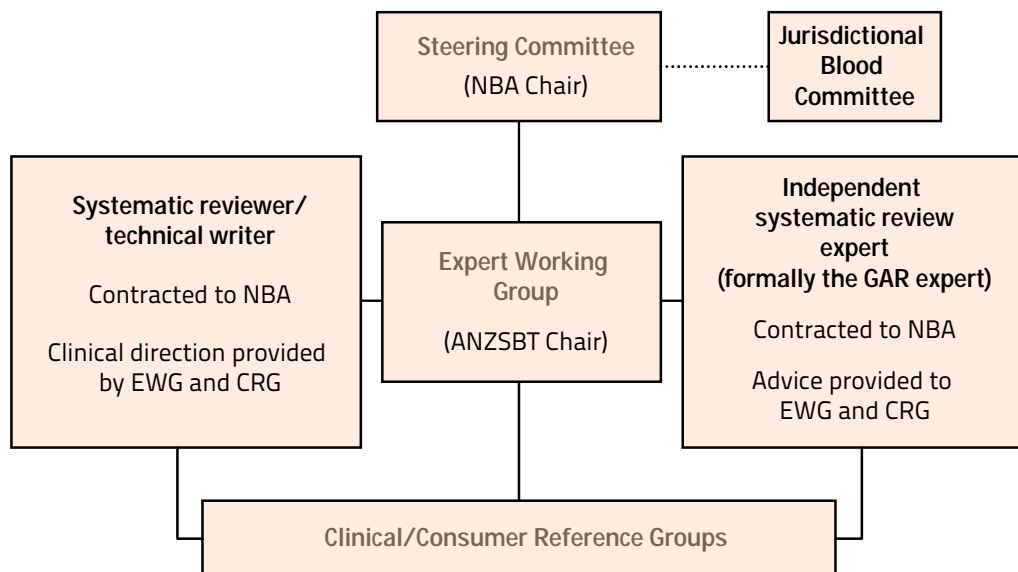 Steering Committee
(NBA Chair)
Jurisdictional
Blood
Committee
Systematic reviewer/
technical writer
Contracted to NBA
Clinical direction provided
by EWG and CRG
Expert Working
Group
(ANZSBT Chair)
Independent
systematic review
expert
(formally the GAR expert)
Contracted to NBA
Advice provided to
EWG and CRG
Clinical/Consumer Reference Groups